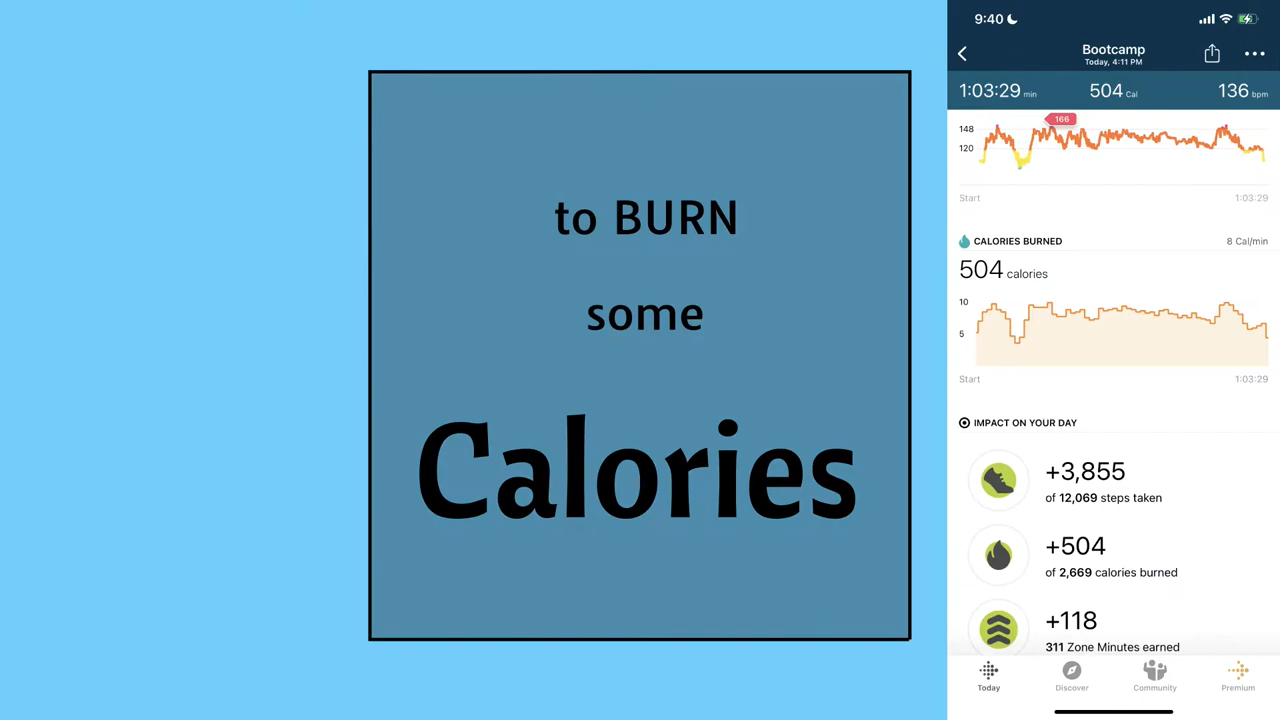 to BURN
some
Calories
9:40
Bootcamp
Today, 4:11 PM
1:03:29 min 504 Cal 136 bpm
166
148
120
Start 1:03:29
CALORIES BURNED 8 Cal/min
504 calories
10
5
Start 1:03:29
IMPACT ON YOUR DAY
+3,855
of 12,069 steps taken
+504
of 2,669 calories burned
+118
311 Zone Minutes earned
Today Discover Community Premium